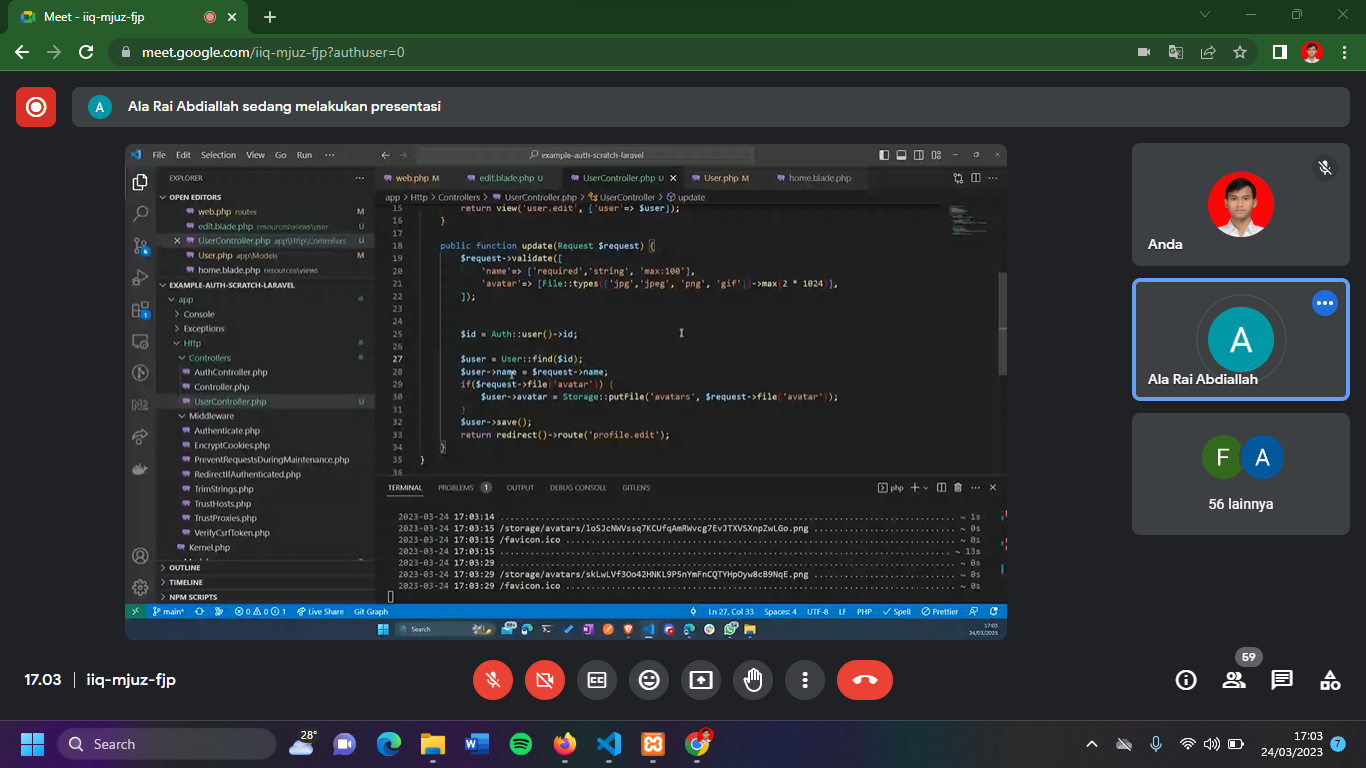 Meet - iiq-mjuz-fjp
meet.google.com/iiq-mjuz-fjp?authuser=0
A
Ala Rai Abdiallah sedang melakukan presentasi
File Edit Selection View Go Run ···
example-auth-scratch-laravel
EXPLORER
OPEN EDITORS
web.php routes M
edit.blade.php resources\views\user U
UserController.php app\Http\Controllers U
User.php app\Models M
home.blade.php resources\views
EXAMPLE-AUTH-SCRATCH-LARAVEL
app
Console
Exceptions
Http
Controllers
AuthController.php
Controller.php
UserController.php U
Middleware
Authenticate.php
EncryptCookies.php
PreventRequestsDuringMaintenance.php
RedirectIfAuthenticated.php
TrimStrings.php
TrustHosts.php
TrustProxies.php
VerifyCsrfToken.php
Kernel.php
OUTLINE
TIMELINE
NPM SCRIPTS
web.php M
edit.blade.php U
UserController.php U
User.php M
home.blade.php
app > Http > Controllers > UserController.php > UserController > update
15 return view('user.edit', ['user'=> $user]);
16 }
17
18 public function update(Request $request) {
19 $request->validate([
20 'name'=> ['required','string', 'max:100'],
21 'avatar'=> [File::types(['jpg','jpeg', 'png', 'gif'])->max(2 * 1024)],
22 ]);
23
24
25 $id = Auth::user()->id;
26
27 $user = User::find($id);
28 $user->name = $request->name;
29 if($request->file('avatar')) {
30 $user->avatar = Storage::putFile('avatars', $request->file('avatar'));
31 }
32 $user->save();
33 return redirect()->route('profile.edit');
34 }
35 }
36
TERMINAL PROBLEMS 1 OUTPUT DEBUG CONSOLE GITLENS
php
2023-03-24 17:03:14 ~ 1s
2023-03-24 17:03:15 /storage/avatars/loSJcNWVssq7KCUfqAmRWvcg7EvJTXVSXnpZwLGo.png ~ 0s
2023-03-24 17:03:15 /favicon.ico ~ 0s
2023-03-24 17:03:15 ~ 13s
2023-03-24 17:03:29 ~ 0s
2023-03-24 17:03:29 /storage/avatars/skLwLVf3Oo42HNKL9P5nYmFnCQTYHpOyw8cB9NqE.png ~ 0s
2023-03-24 17:03:29 /favicon.ico ~ 0s
main* 0 0 1 Live Share Git Graph
Ln 27, Col 33 Spaces: 4 UTF-8 LF PHP Spell Prettier
Search
17:03
24/03/2023
Anda
A
Ala Rai Abdiallah
F A
56 lainnya
17.03 | iiq-mjuz-fjp
59
Search
28°
17:03
24/03/2023
7